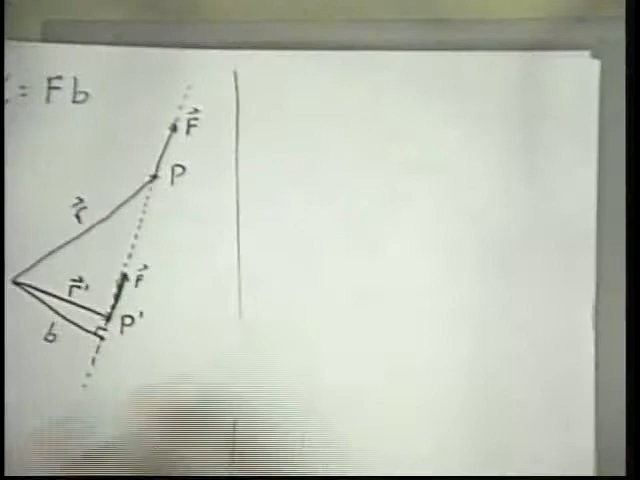 = Fb
F⃗
P
r⃗
r⃗'
F⃗
P'
b